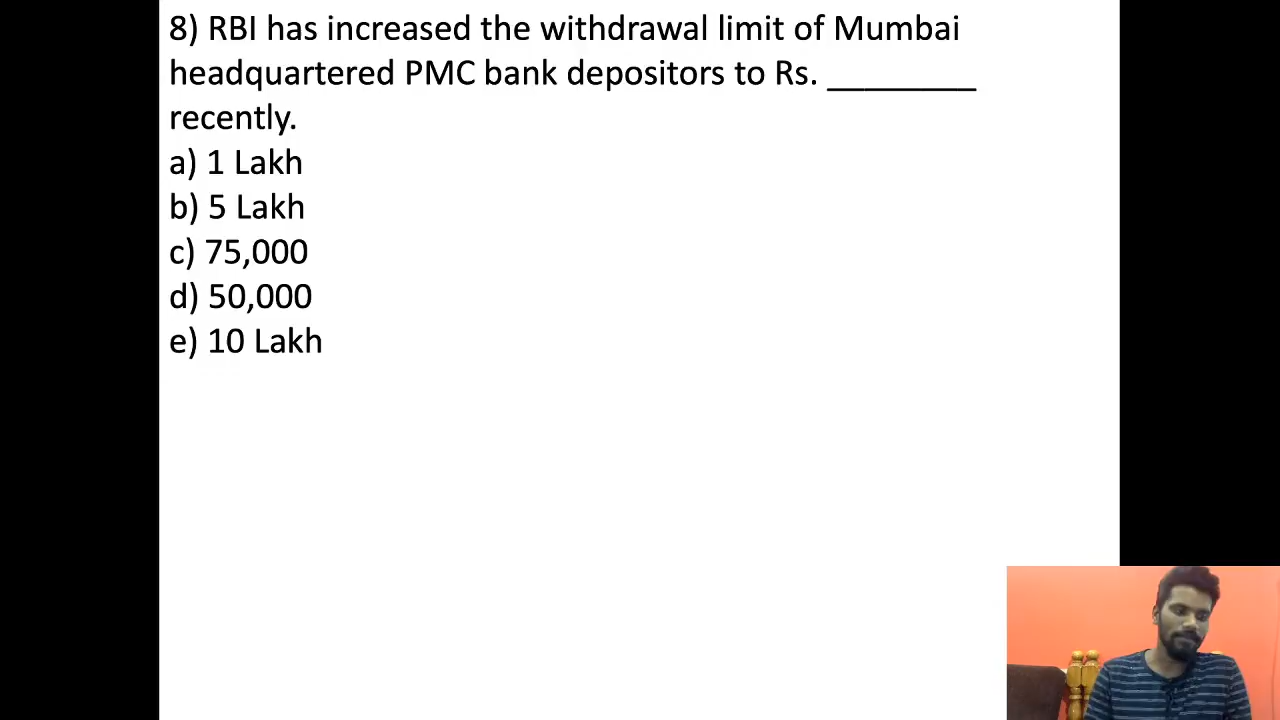 8) RBI has increased the withdrawal limit of Mumbai
headquartered PMC bank depositors to Rs. ________
recently.
a) 1 Lakh
b) 5 Lakh
c) 75,000
d) 50,000
e) 10 Lakh